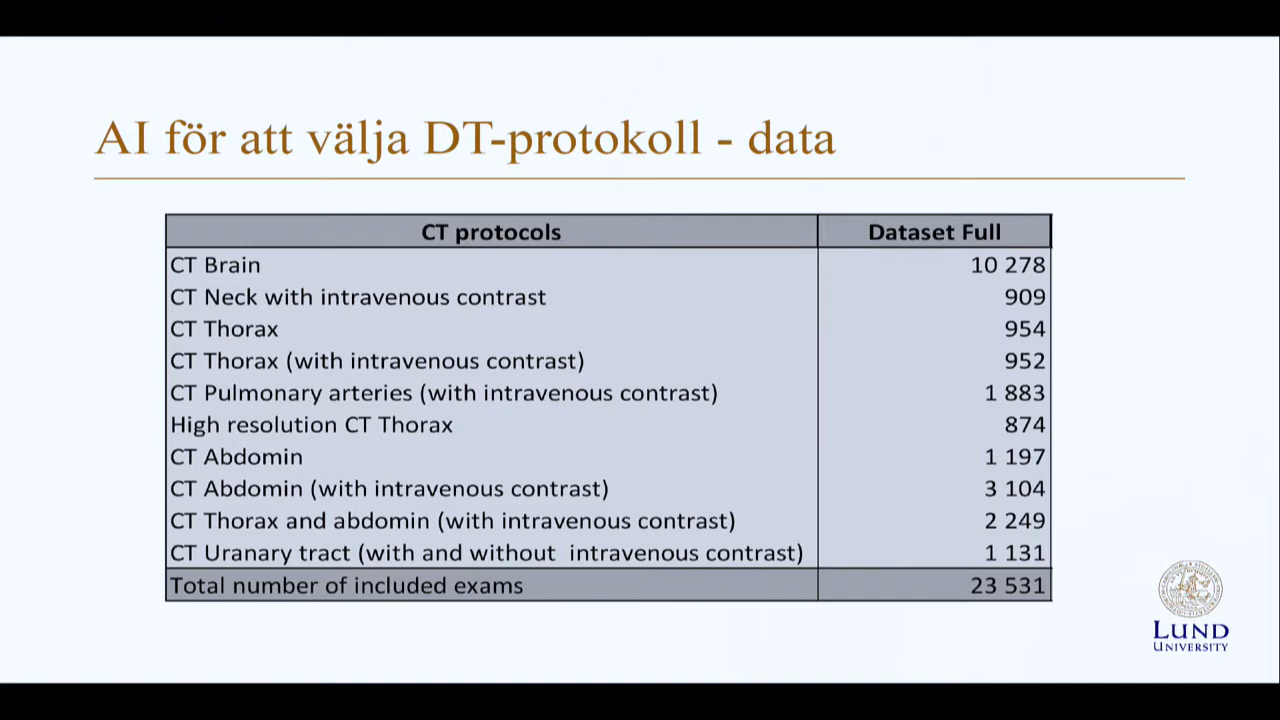 AI för att välja DT-protokoll - data
CT protocols Dataset Full
CT Brain 10 278
CT Neck with intravenous contrast 909
CT Thorax 954
CT Thorax (with intravenous contrast) 952
CT Pulmonary arteries (with intravenous contrast) 1 883
High resolution CT Thorax 874
CT Abdomin 1 197
CT Abdomin (with intravenous contrast) 3 104
CT Thorax and abdomin (with intravenous contrast) 2 249
CT Uranary tract (with and without intravenous contrast) 1 131
Total number of included exams 23 531
LUND
UNIVERSITY